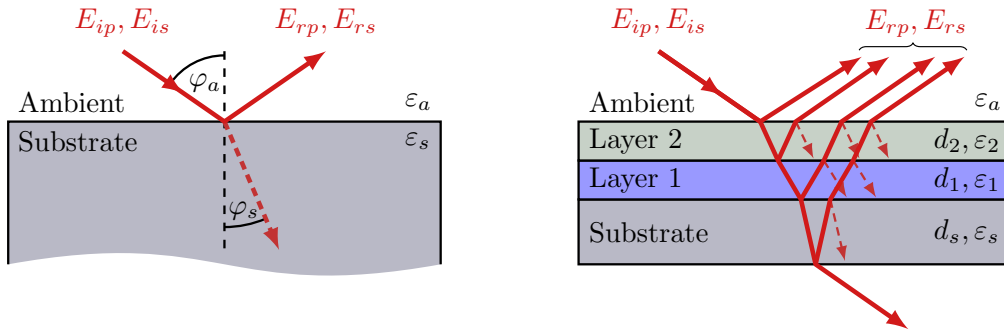 E_{ip}, E_{is}
E_{rp}, E_{rs}
φ_a
Ambient
ε_a
Substrate
ε_s
φ_s
E_{ip}, E_{is}
E_{rp}, E_{rs}
Ambient
ε_a
Layer 2
d_2, ε_2
Layer 1
d_1, ε_1
Substrate
d_s, ε_s